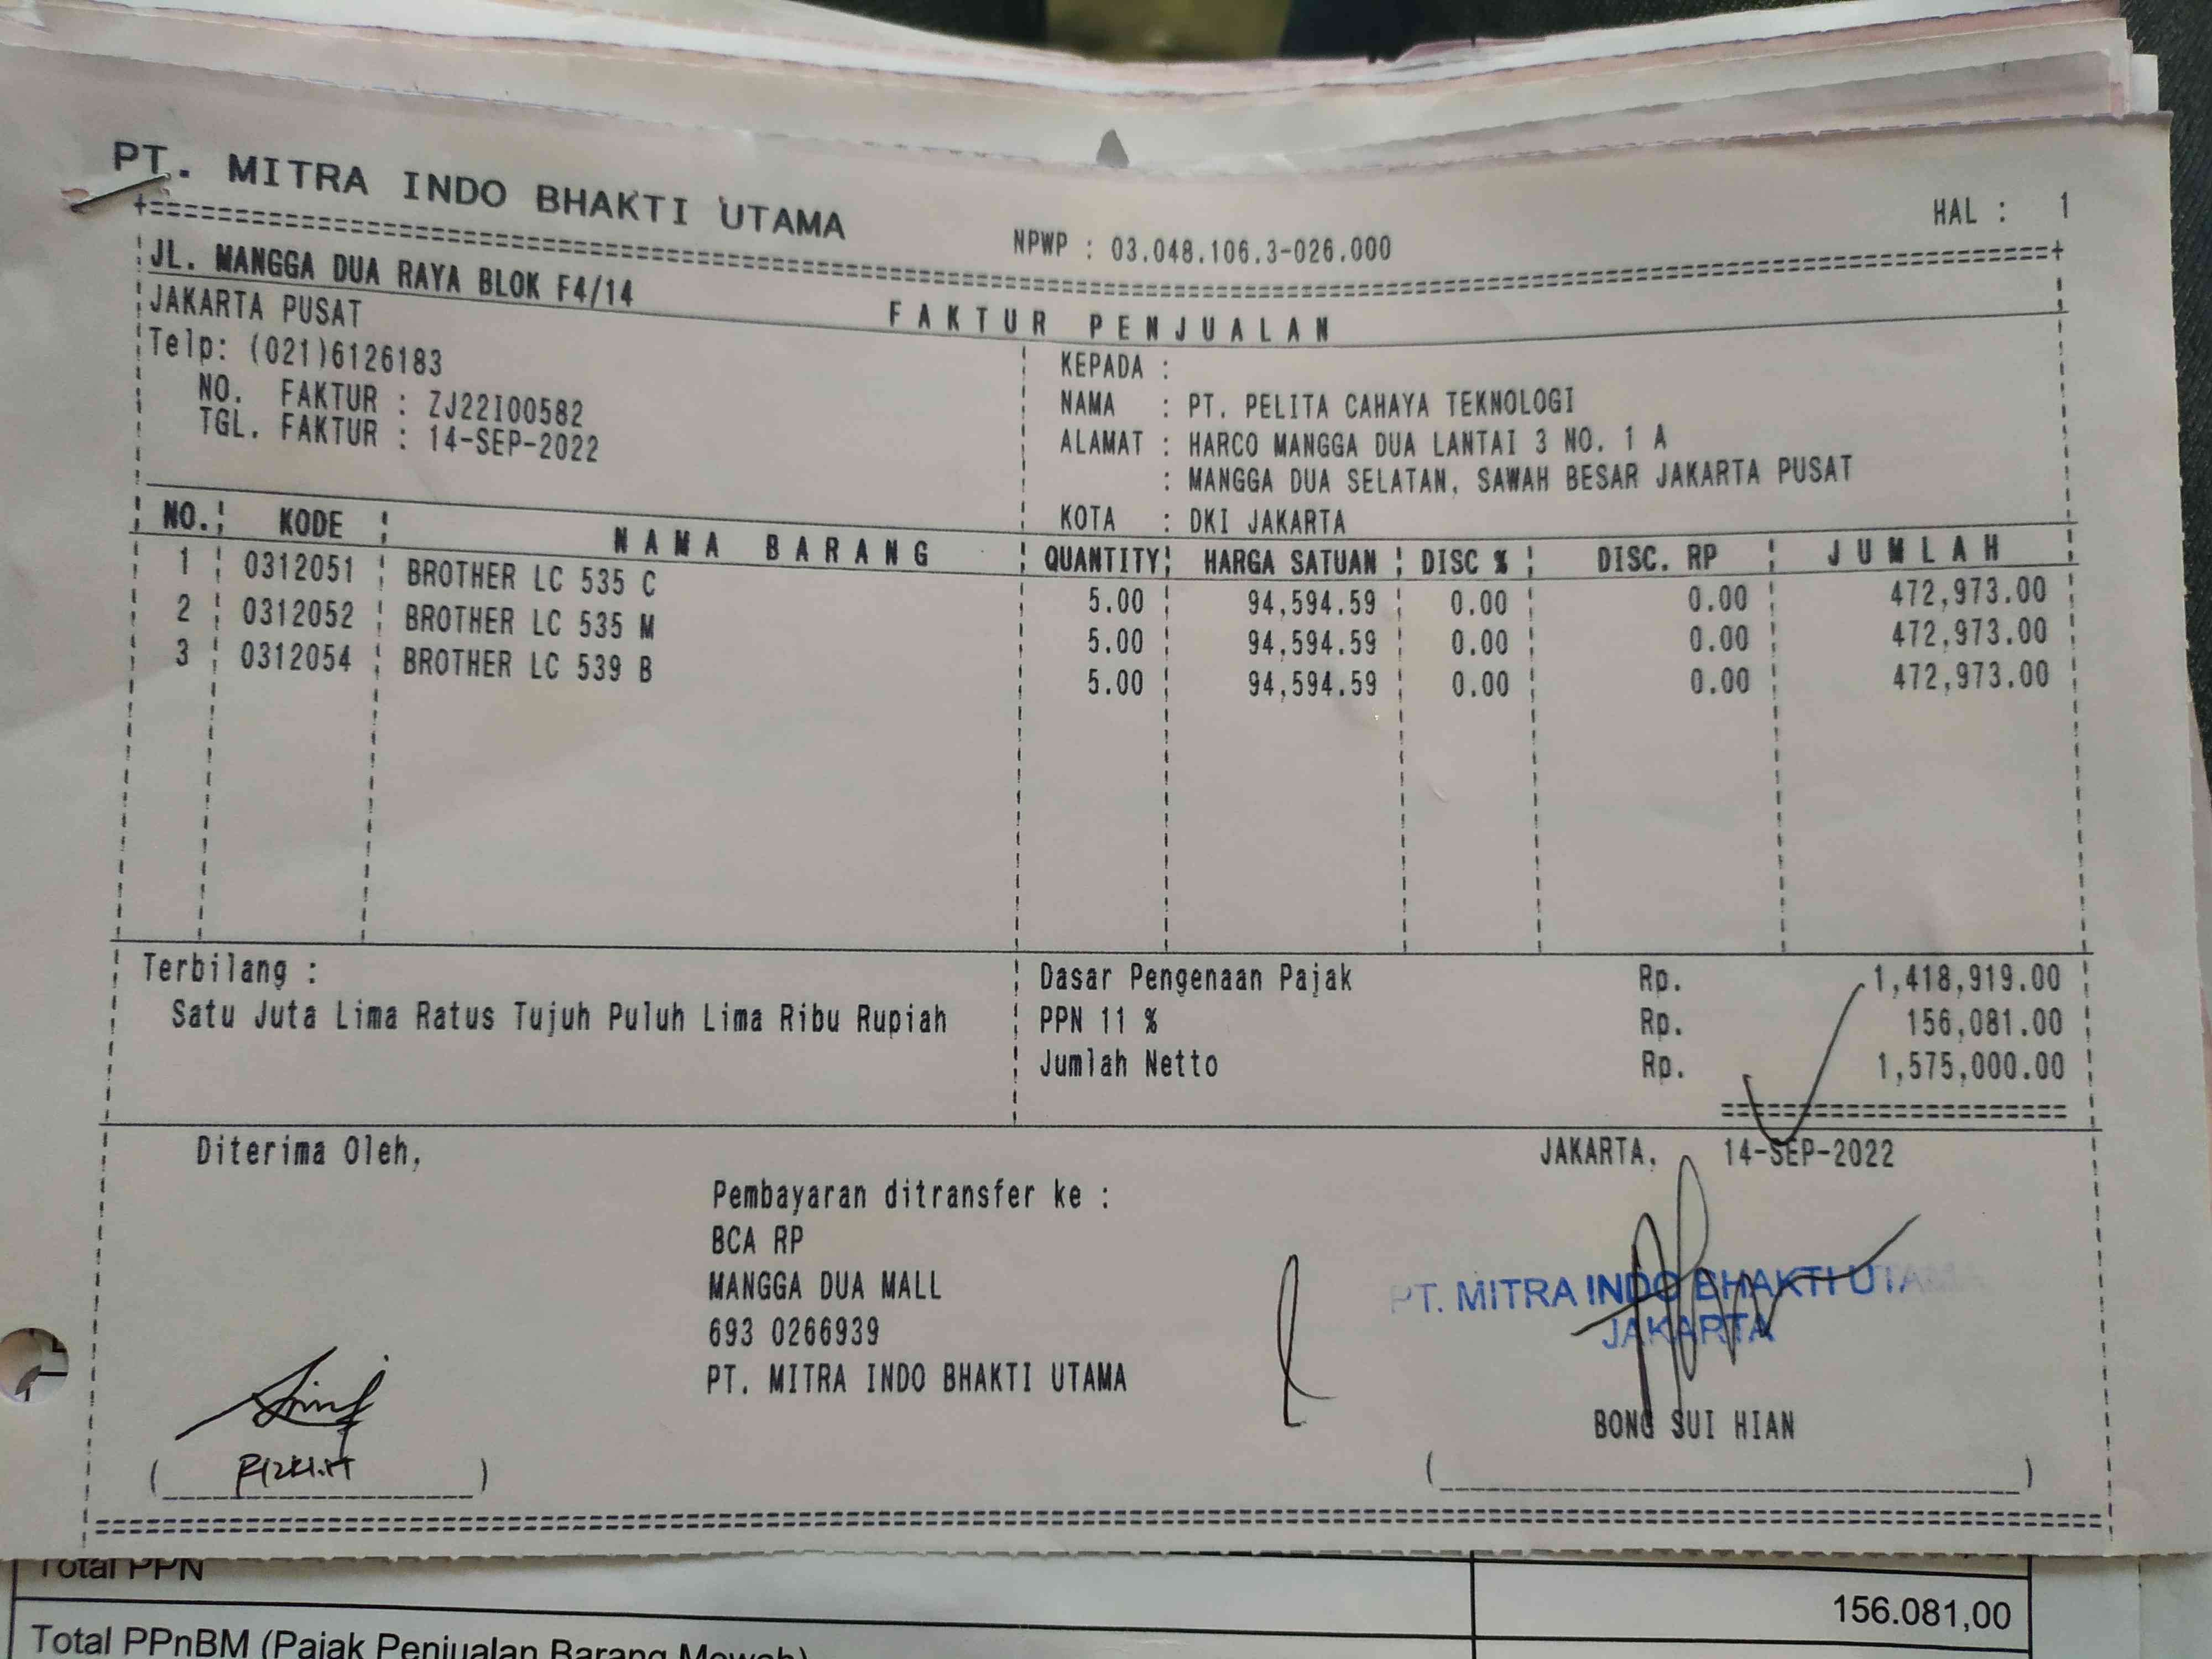 PT. MITRA INDO BHAKTI UTAMA
NPWP : 03.048.106.3-026.000
HAL : 1
JL. MANGGA DUA RAYA BLOK F4/14
JAKARTA PUSAT
Telp: (021)6126183
FAKTUR PENJUALAN
NO. FAKTUR : ZJ22I00582
TGL. FAKTUR : 14-SEP-2022
KEPADA :
NAMA : PT. PELITA CAHAYA TEKNOLOGI
ALAMAT : HARCO MANGGA DUA LANTAI 3 NO. 1 A
: MANGGA DUA SELATAN, SAWAH BESAR JAKARTA PUSAT
KOTA : DKI JAKARTA
NO. KODE NAMA BARANG QUANTITY HARGA SATUAN DISC % DISC. RP JUMLAH
1 0312051 BROTHER LC 535 C 5.00 94,594.59 0.00 0.00 472,973.00
2 0312052 BROTHER LC 535 M 5.00 94,594.59 0.00 0.00 472,973.00
3 0312054 BROTHER LC 539 B 5.00 94,594.59 0.00 0.00 472,973.00
Terbilang :
Satu Juta Lima Ratus Tujuh Puluh Lima Ribu Rupiah
Dasar Pengenaan Pajak Rp. 1,418,919.00
PPN 11 % Rp. 156,081.00
Jumlah Netto Rp. 1,575,000.00
Diterima Oleh,
JAKARTA, 14-SEP-2022
Pembayaran ditransfer ke :
BCA RP
MANGGA DUA MALL
693 0266939
PT. MITRA INDO BHAKTI UTAMA
PT. MITRA INDO BHAKTI UTAMA
JAKARTA
BONG SUI HIAN
Total PPN 156.081,00
Total PPnBM (Pajak Penjualan Barang Mewah)